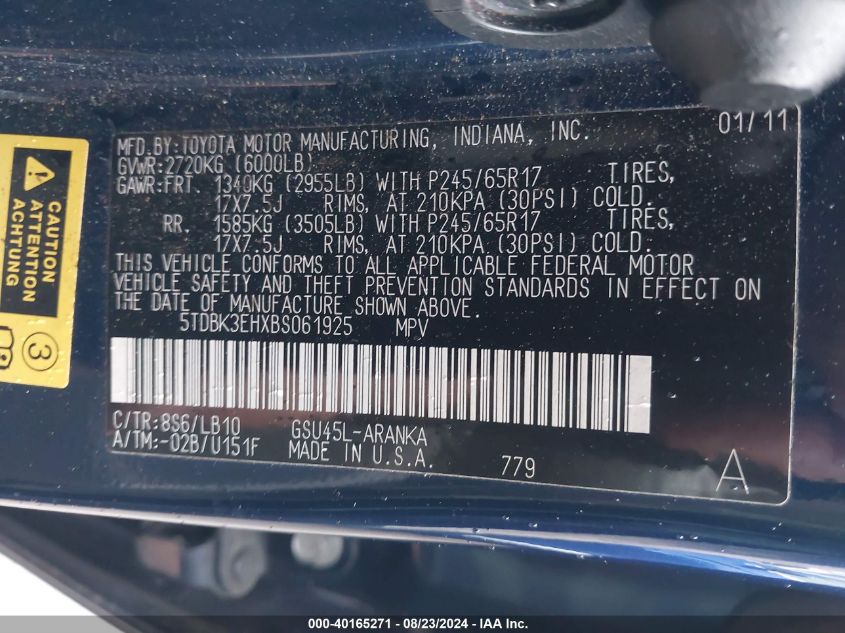 MFD. BY: TOYOTA MOTOR MANUFACTURING, INDIANA, INC. 01/11
GVWR: 2720KG (6000LB)
GAWR: FRT. 1340KG (2955LB) WITH P245/65R17 TIRES,
17X7.5J RIMS, AT 210KPA (30PSI) COLD.
RR. 1585KG (3505LB) WITH P245/65R17 TIRES,
17X7.5J RIMS, AT 210KPA (30PSI) COLD.
THIS VEHICLE CONFORMS TO ALL APPLICABLE FEDERAL MOTOR
VEHICLE SAFETY AND THEFT PREVENTION STANDARDS IN EFFECT ON
THE DATE OF MANUFACTURE SHOWN ABOVE.
5TDBK3EHXBS061925 MPV
C/TR: 8S6/LB10 GSU45L-ARANKA
A/TM: -02B/U151F MADE IN U.S.A. 779 A
CAUTION
ATTENTION
ACHTUNG
3
000-40165271 - 08/23/2024 - IAA Inc.